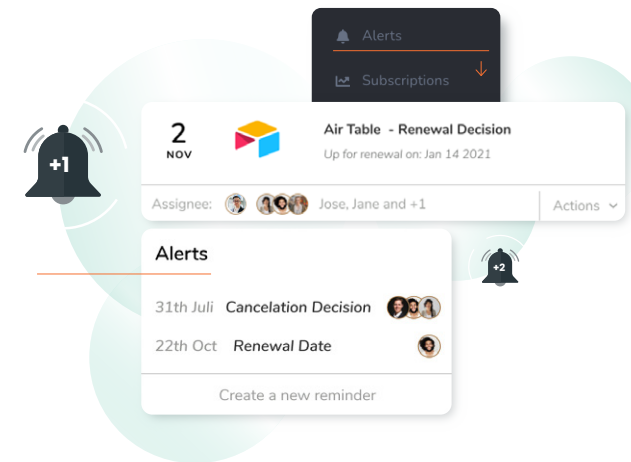 Alerts
Subscriptions
+1
2
NOV
Air Table - Renewal Decision
Up for renewal on: Jan 14 2021
Assignee: Jose, Jane and +1 Actions
Alerts
+2
31th Juli Cancelation Decision
22th Oct Renewal Date
Create a new reminder